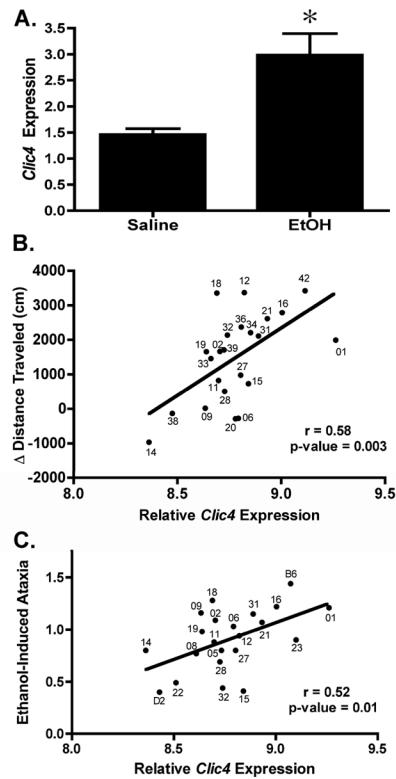 A.
*
3.5
3.0
2.5
2.0
1.5
1.0
0.5
0.0
Clic4 Expression
Saline EtOH
B.
4000
3000
2000
1000
0
-1000
-2000
Δ Distance Traveled (cm)
18 12 42
16
21
36 34
32 31
19 02 39 01
33
27
11 15
28
09
38 20 06
14
r = 0.58
p-value = 0.003
8.0 8.5 9.0 9.5
Relative Clic4 Expression
C.
1.5
1.0
0.5
0.0
Ethanol-Induced Ataxia
B6
18
09 31 16
02 06 01
19 21
14 11 12 23
08 05 27
28
22
D2 32 15
r = 0.52
p-value = 0.01
8.0 8.5 9.0 9.5
Relative Clic4 Expression